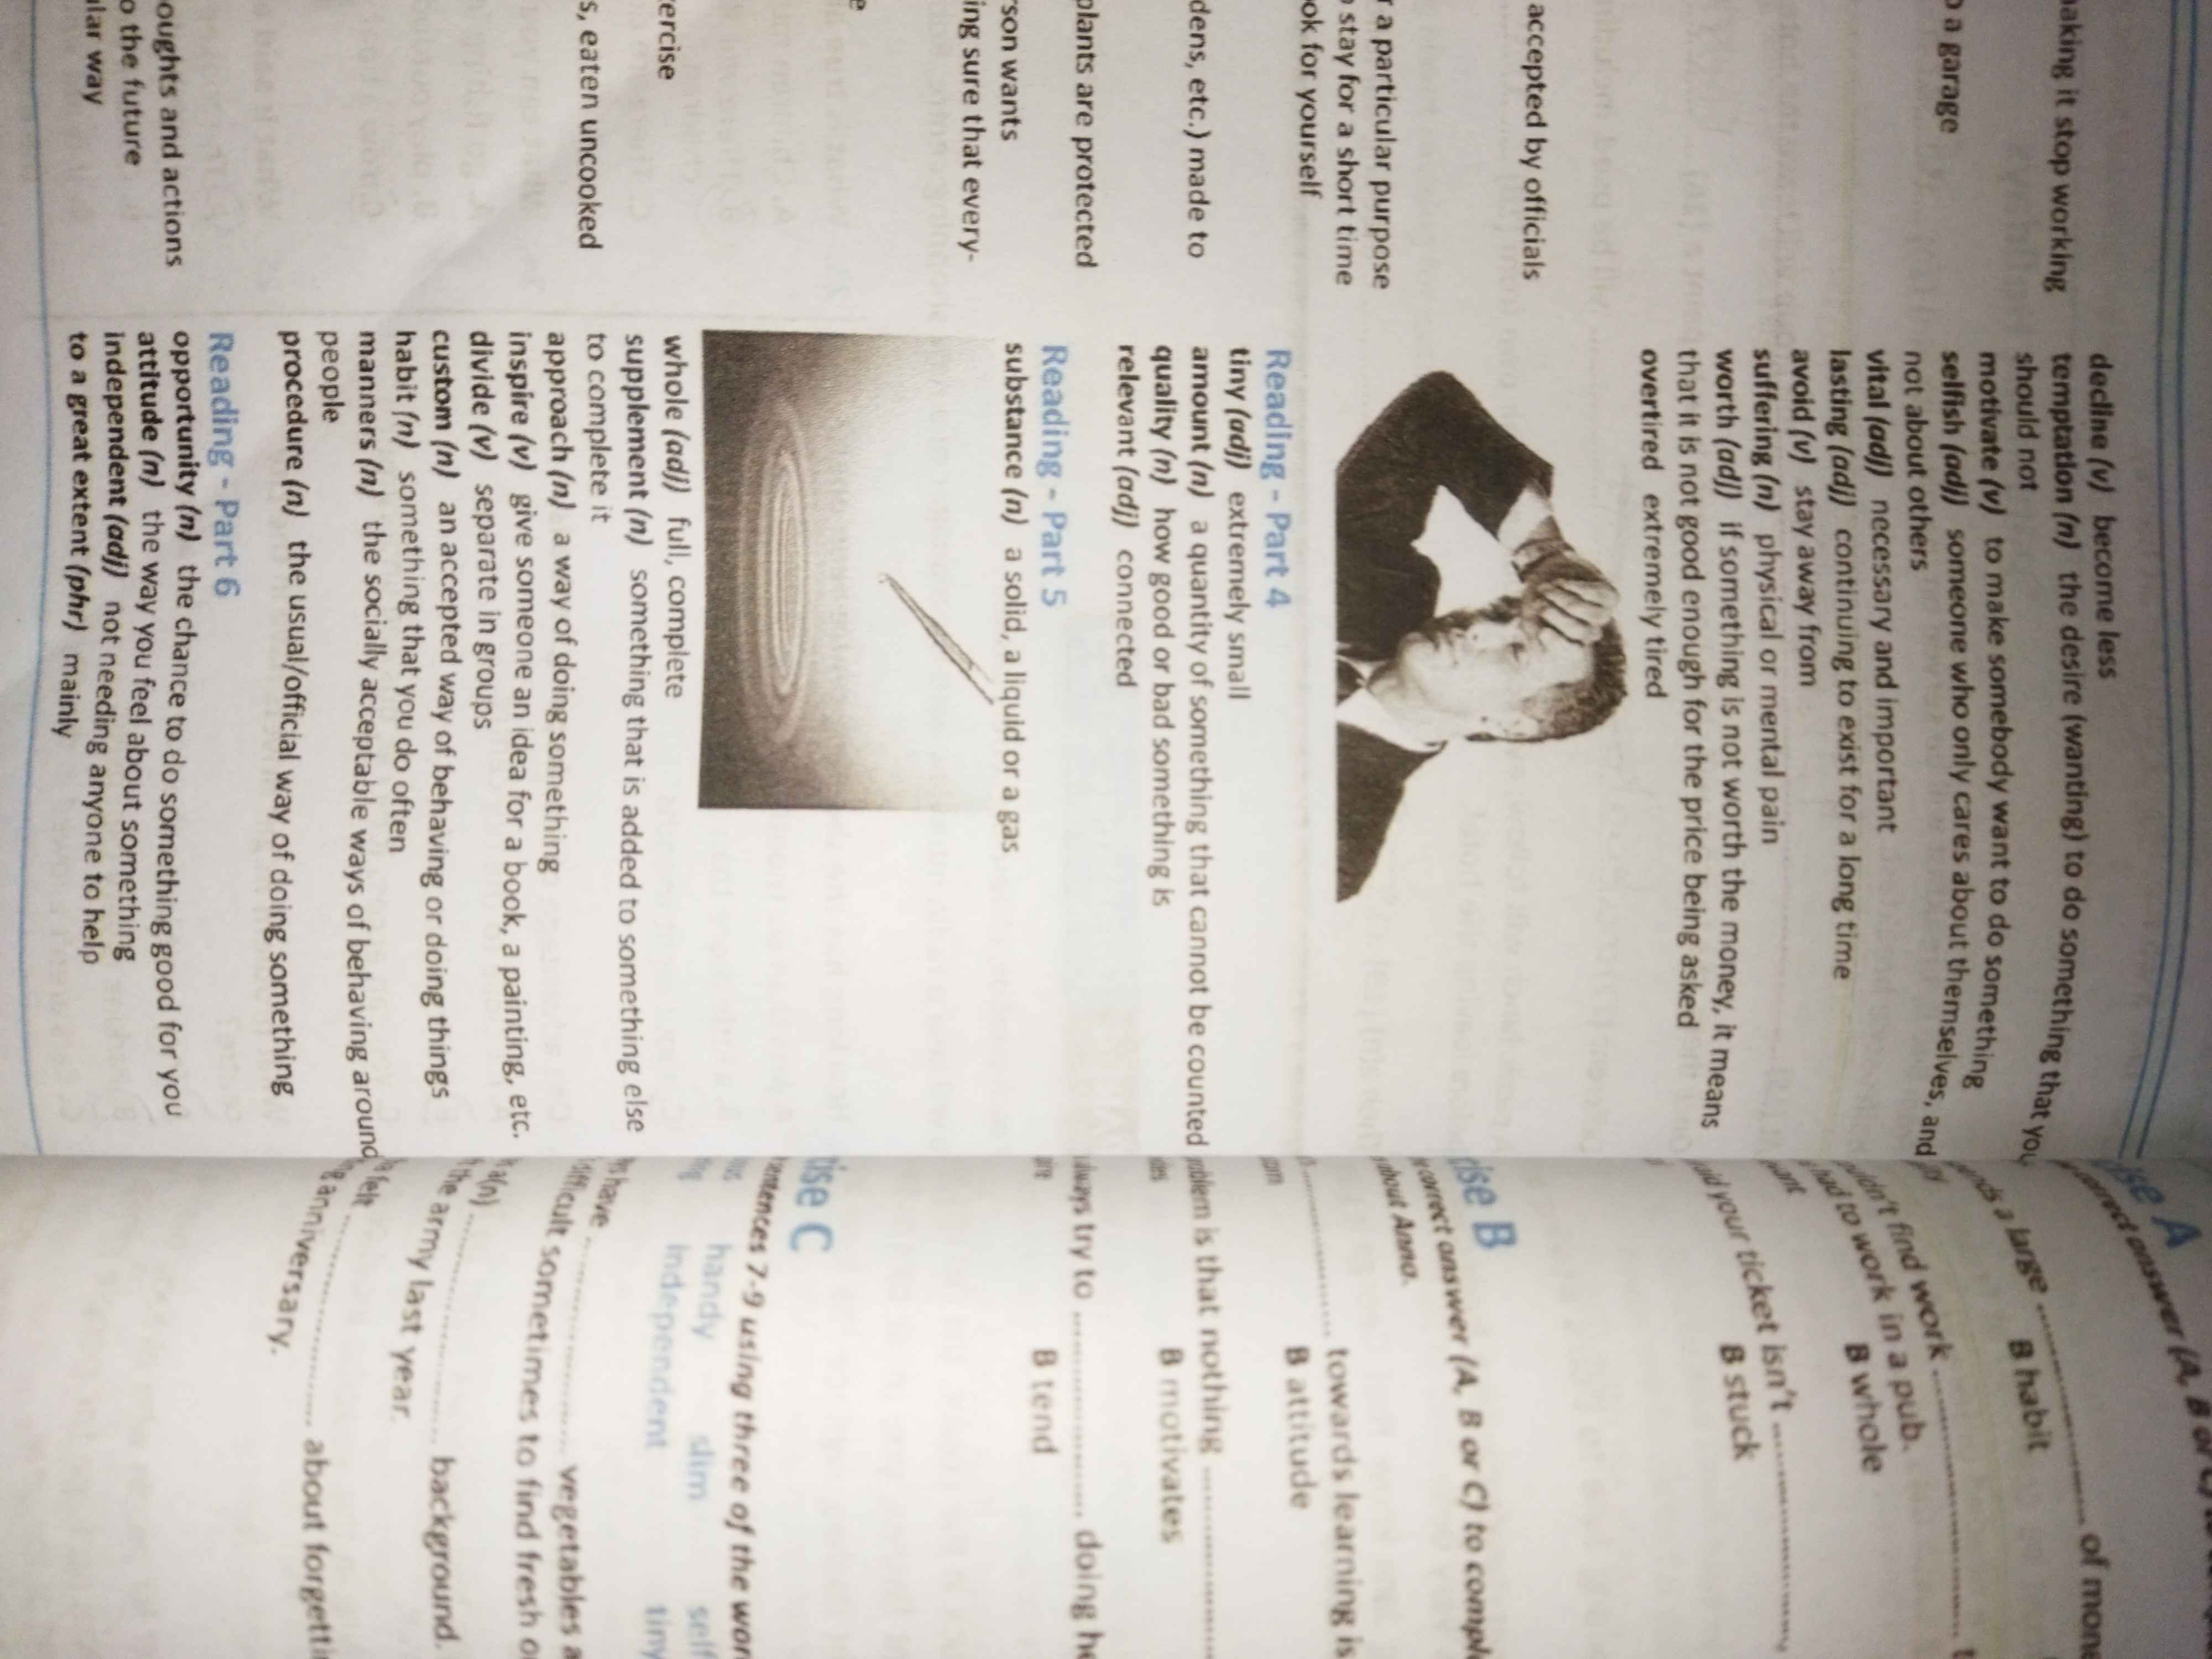 aking it stop working
a garage
accepted by officials
a particular purpose
stay for a short time
ok for yourself
dens, etc.) made to
plants are protected
son wants
ing sure that every-
ercise
s, eaten uncooked
oughts and actions
o the future
lar way
decline (v) become less
temptation (n) the desire (wanting) to do something that you
should not
motivate (v) to make somebody want to do something
selfish (adj) someone who only cares about themselves, and
not about others
vital (adj) necessary and important
lasting (adj) continuing to exist for a long time
avoid (v) stay away from
suffering (n) physical or mental pain
worth (adj) if something is not worth the money, it means
that it is not good enough for the price being asked
overtired extremely tired
Reading - Part 4
tiny (adj) extremely small
amount (n) a quantity of something that cannot be counted
quality (n) how good or bad something is
relevant (adj) connected
Reading - Part 5
substance (n) a solid, a liquid or a gas
whole (adj) full, complete
supplement (n) something that is added to something else
to complete it
approach (n) a way of doing something
inspire (v) give someone an idea for a book, a painting, etc.
divide (v) separate in groups
custom (n) an accepted way of behaving or doing things
habit (n) something that you do often
manners (n) the socially acceptable ways of behaving around
people
procedure (n) the usual/official way of doing something
Reading - Part 6
opportunity (n) the chance to do something good for you
attitude (n) the way you feel about something
independent (adj) not needing anyone to help
to a great extent (phr) mainly
ise A
correct answer (A, B or C)
a large .......... of mone
B habit
dn't find work ..........
had to work in a pub.
B whole
your ticket isn't ..........
B stuck
ise B
correct answer (A, B or C) to comple
about Anna.
.......... towards learning is
B attitude
blem is that nothing ..........
B motivates
always try to .......... doing he
B tend
ise C
entences 7-9 using three of the wor
handy slim self
independent tiny
have .......... vegetables a
difficult sometimes to find fresh o
a(n) .......... background.
the army last year.
felt .......... about forgetti
anniversary.